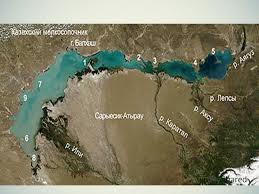 Казахский мелкосопочник
г. Балхаш
5
р. Аягуз
1 2 3 4
9
7
р. Лепсы
р. Аксу
Сарыесик-Атырау
р. Каратал
6
8
р. Или